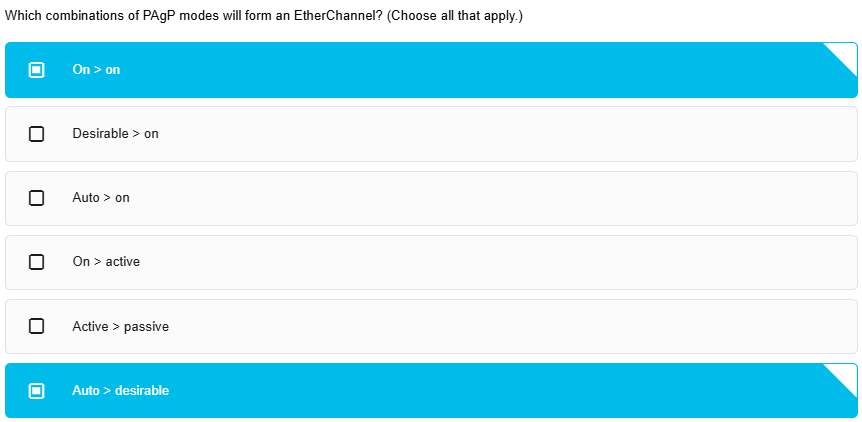 Which combinations of PAgP modes will form an EtherChannel? (Choose all that apply.)
On > on
Desirable > on
Auto > on
On > active
Active > passive
Auto > desirable